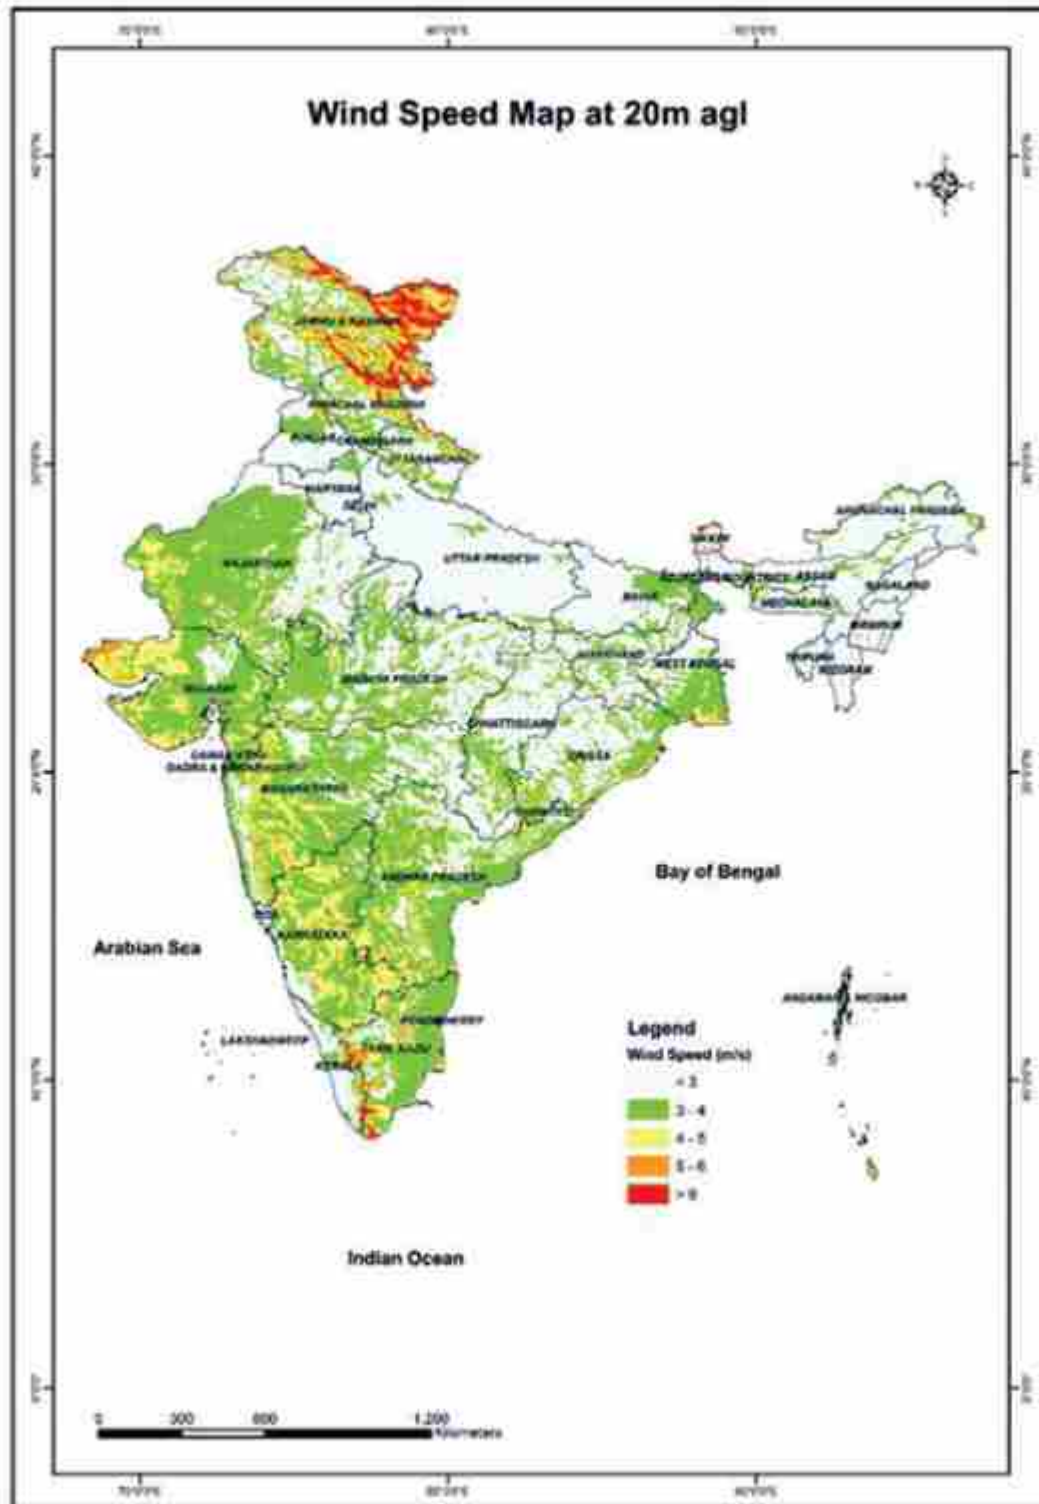 Wind Speed Map at 20m agl
JAMMU & KASHMIR
HIMACHAL PRADESH
PUNJAB
CHANDIGARH
UTTARANCHAL
HARYANA
DELHI
ARUNACHAL PRADESH
SIKKIM
UTTAR PRADESH
RAJASTHAN
ASSAM
NAGALAND
BIHAR
MEGHALAYA
MANIPUR
TRIPURA
MIZORAM
JHARKHAND
WEST BENGAL
GUJARAT
MADHYA PRADESH
CHHATTISGARH
ORISSA
DADRA &
MAHARASHTRA
ANDHRA PRADESH
Bay of Bengal
GOA
KARNATAKA
Arabian Sea
ANDAMAN & NICOBAR
PONDICHERRY
LAKSHADWEEP
TAMIL NADU
KERALA
Legend
Wind Speed (m/s)
< 3
3 - 4
4 - 5
5 - 6
> 6
Indian Ocean
0 300 600 1,200
Kilometers